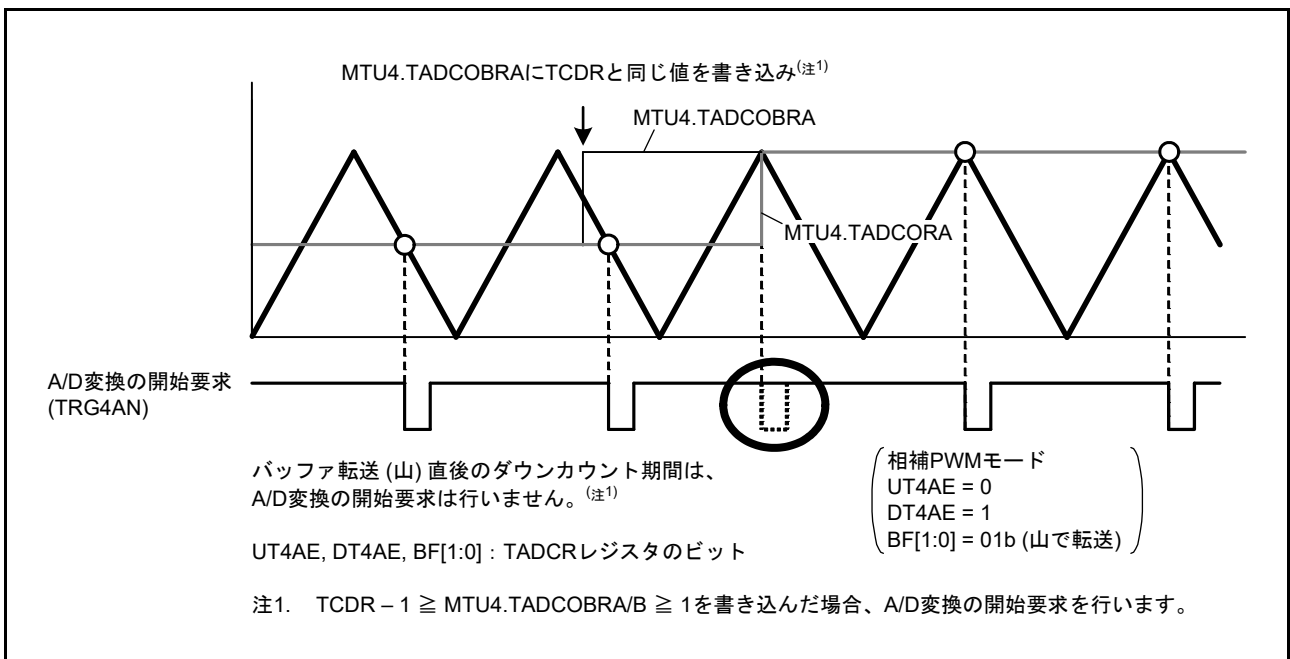 MTU4.TADCOBRAにTCDRと同じ値を書き込み(注1)
MTU4.TADCOBRA
MTU4.TADCORA
A/D変換の開始要求
(TRG4AN)
バッファ転送 (山) 直後のダウンカウント期間は、
A/D変換の開始要求は行いません。(注1)
相補PWMモード
UT4AE = 0
DT4AE = 1
BF[1:0] = 01b (山で転送)
UT4AE, DT4AE, BF[1:0] : TADCRレジスタのビット
注1. TCDR – 1 ≧ MTU4.TADCOBRA/B ≧ 1を書き込んだ場合、A/D変換の開始要求を行います。